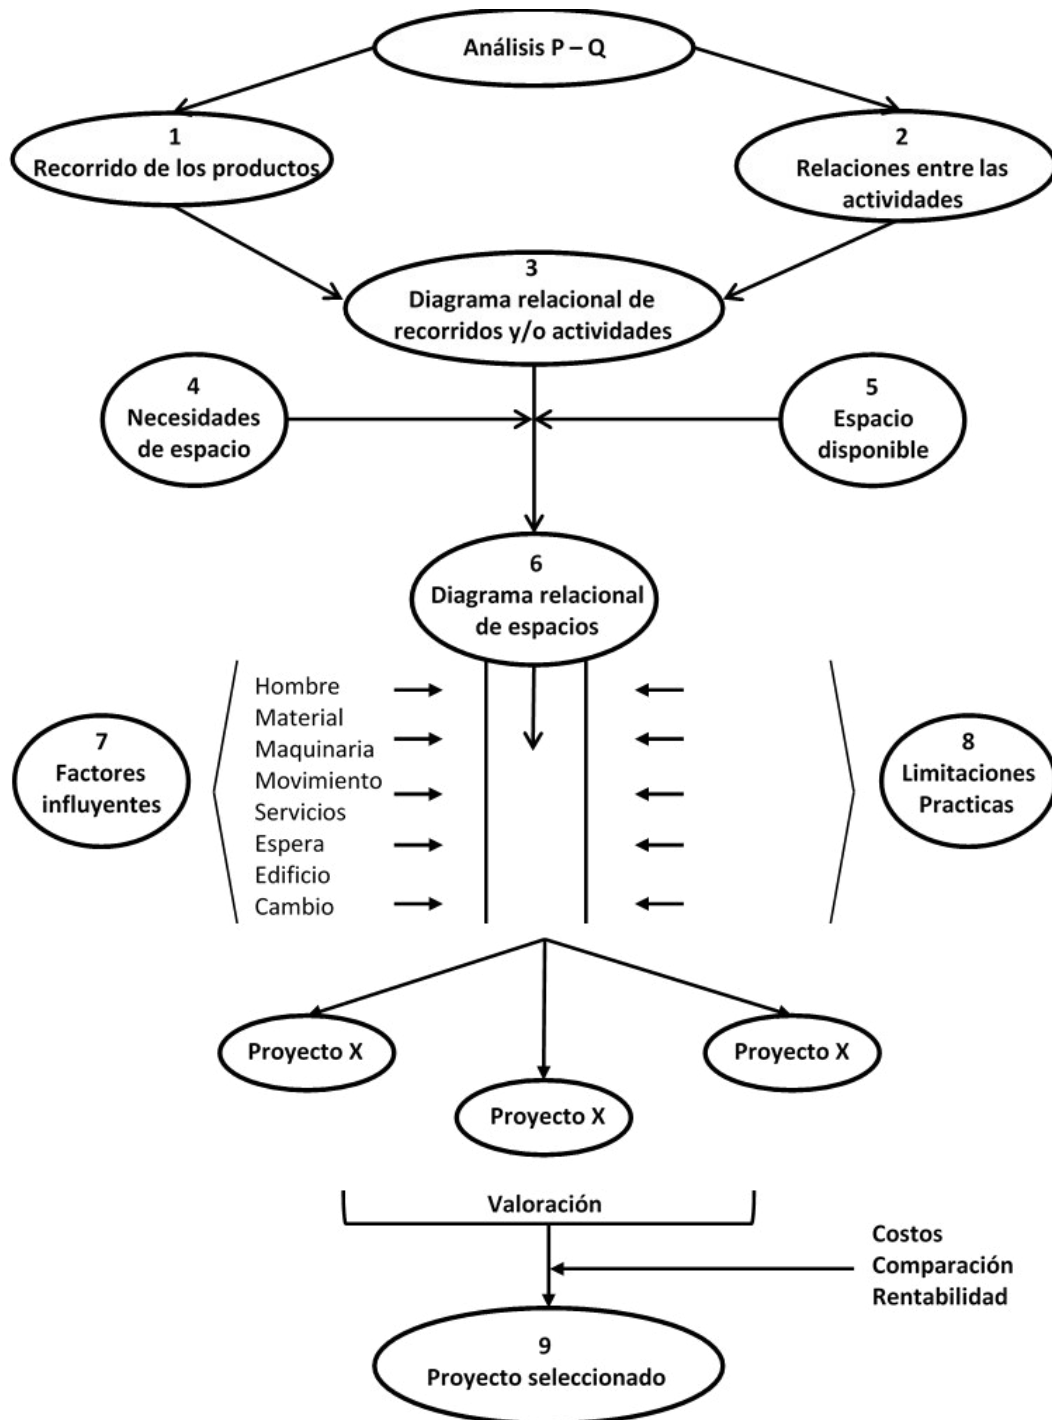 Análisis P – Q
1
Recorrido de los productos
2
Relaciones entre las
actividades
3
Diagrama relacional de
recorridos y/o actividades
4
Necesidades
de espacio
5
Espacio
disponible
6
Diagrama relacional
de espacios
7
Factores
influyentes
Hombre
Material
Maquinaria
Movimiento
Servicios
Espera
Edificio
Cambio
8
Limitaciones
Practicas
Proyecto X
Proyecto X
Proyecto X
Valoración
Costos
Comparación
Rentabilidad
9
Proyecto seleccionado